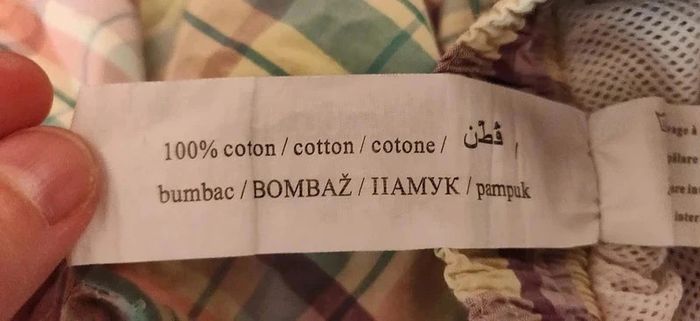 100% coton / cotton / cotone / قطن /
bumbac / BOMBAŽ / ПАМУК / pampuk